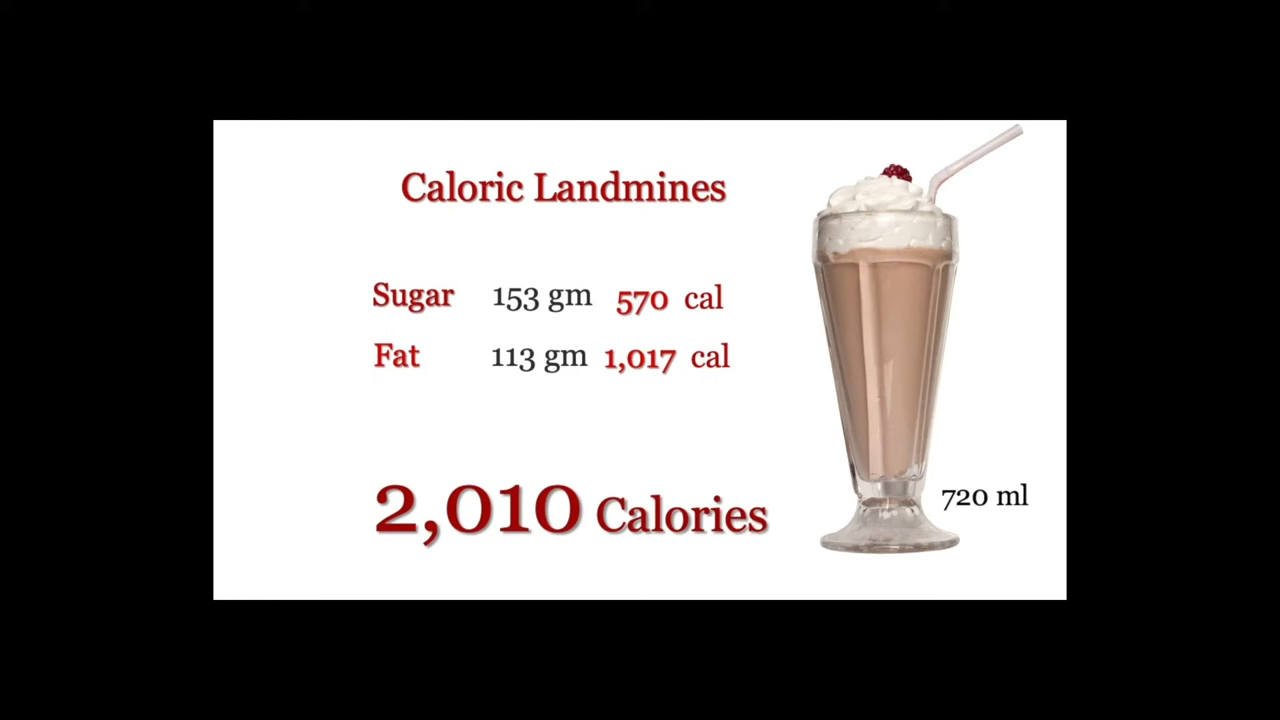 Caloric Landmines
Sugar 153 gm 570 cal
Fat 113 gm 1,017 cal
2,010 Calories
720 ml